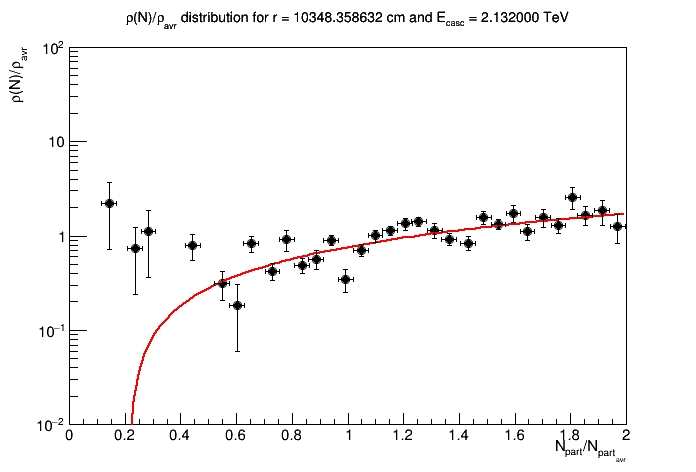 ρ(N)/ρavr distribution for r = 10348.358632 cm and Ecasc = 2.132000 TeV
ρ(N)/ρavr
10²
10
1
10⁻¹
10⁻²
0 0.2 0.4 0.6 0.8 1 1.2 1.4 1.6 1.8 2
Npart/Npartavr